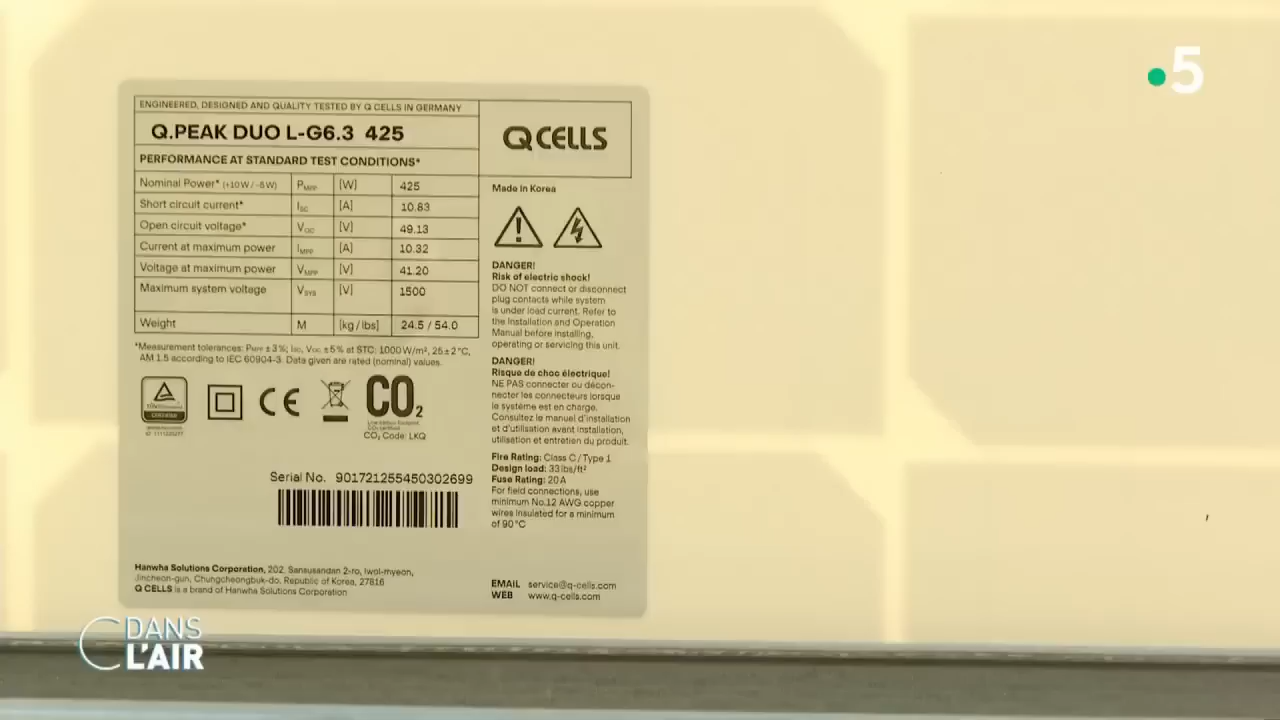 5
ENGINEERED, DESIGNED AND QUALITY TESTED BY Q CELLS IN GERMANY
Q.PEAK DUO L-G6.3 425
PERFORMANCE AT STANDARD TEST CONDITIONS*
Nominal Power* (+10W/-5W) PMPP [W] 425
Short circuit current* ISC [A] 10.83
Open circuit voltage* VOC [V] 49.13
Current at maximum power IMPP [A] 10.32
Voltage at maximum power VMPP [V] 41.20
Maximum system voltage VSYS [V] 1500
Weight M [kg/lbs] 24.5 / 54.0
*Measurement tolerances: PMPP ±3%; ISC, VOC ±5% at STC: 1000W/m², 25±2°C,
AM 1.5 according to IEC 60904-3. Data given are rated (nominal) values.
CERTIFIED
CE
CO₂
CO₂ Code: LKQ
Serial No. 901721255450302699
Hanwha Solutions Corporation, 202, Sansusandan 2-ro, Iwol-myeon,
Jincheon-gun, Chungcheongbuk-do, Republic of Korea, 27816
Q CELLS is a brand of Hanwha Solutions Corporation
Q CELLS
Made in Korea
DANGER!
Risk of electric shock!
DO NOT connect or disconnect
plug contacts while system
is under load current. Refer to
the Installation and Operation
Manual before installing,
operating or servicing this unit.
DANGER!
Risque de choc électrique!
NE PAS connecter ou décon-
necter les connecteurs lorsque
le système est en charge.
Consultez le manuel d'installation
et d'utilisation avant installation,
utilisation et entretien du produit.
Fire Rating: Class C / Type 1
Design load: 33lbs/ft²
Fuse Rating: 20A
For field connections, use
minimum No.12 AWG copper
wires insulated for a minimum
of 90°C
EMAIL service@q-cells.com
WEB www.q-cells.com
C DANS
L'AIR